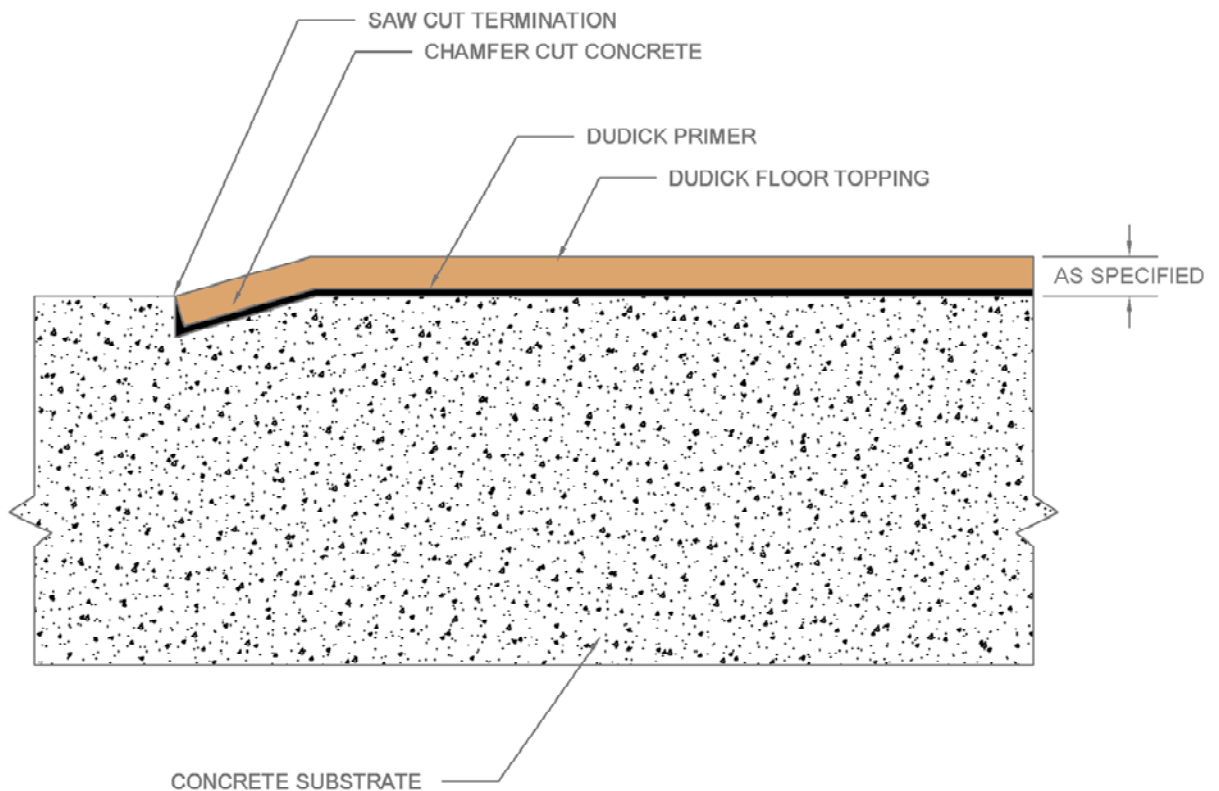 SAW CUT TERMINATION
CHAMFER CUT CONCRETE
DUDICK PRIMER
DUDICK FLOOR TOPPING
AS SPECIFIED
CONCRETE SUBSTRATE